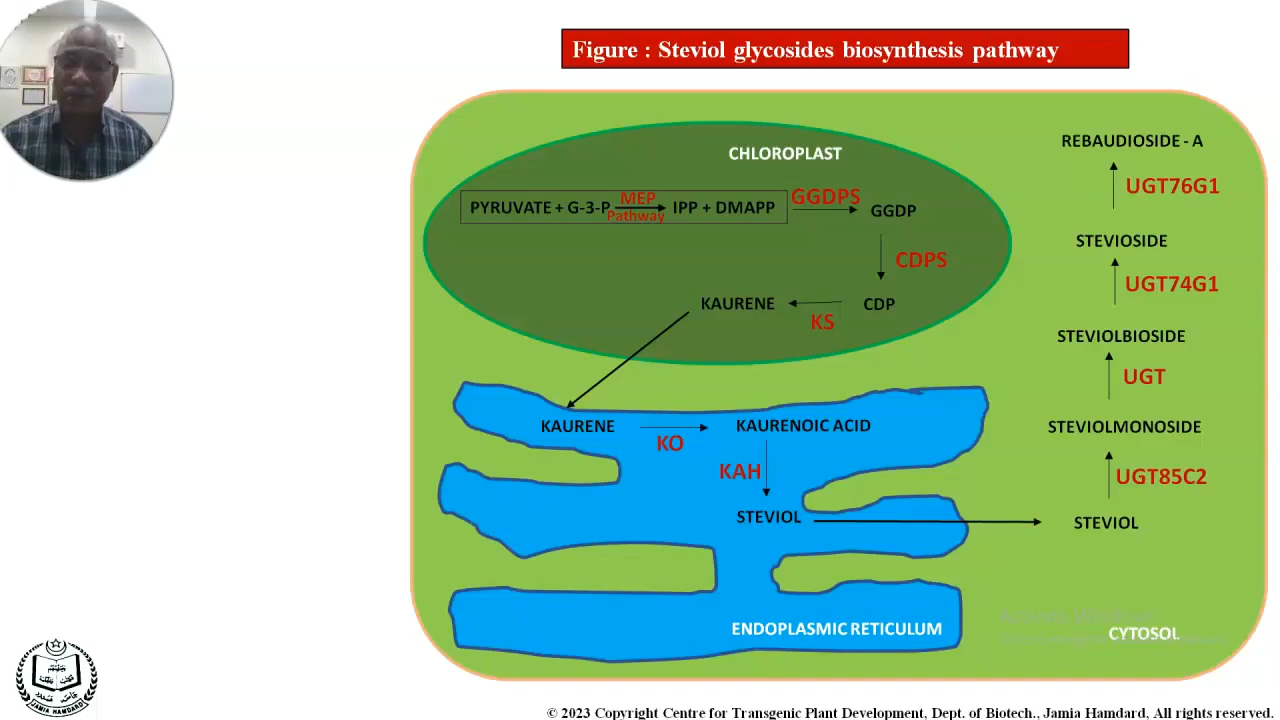 Figure : Steviol glycosides biosynthesis pathway
CHLOROPLAST
PYRUVATE + G-3-P
MEP
Pathway
IPP + DMAPP
GGDPS
GGDP
CDPS
CDP
KS
KAURENE
KAURENE
KO
KAURENOIC ACID
KAH
STEVIOL
ENDOPLASMIC RETICULUM
REBAUDIOSIDE - A
UGT76G1
STEVIOSIDE
UGT74G1
STEVIOLBIOSIDE
UGT
STEVIOLMONOSIDE
UGT85C2
STEVIOL
CYTOSOL
JAMIA HAMDARD
© 2023 Copyright Centre for Transgenic Plant Development, Dept. of Biotech., Jamia Hamdard, All rights reserved.